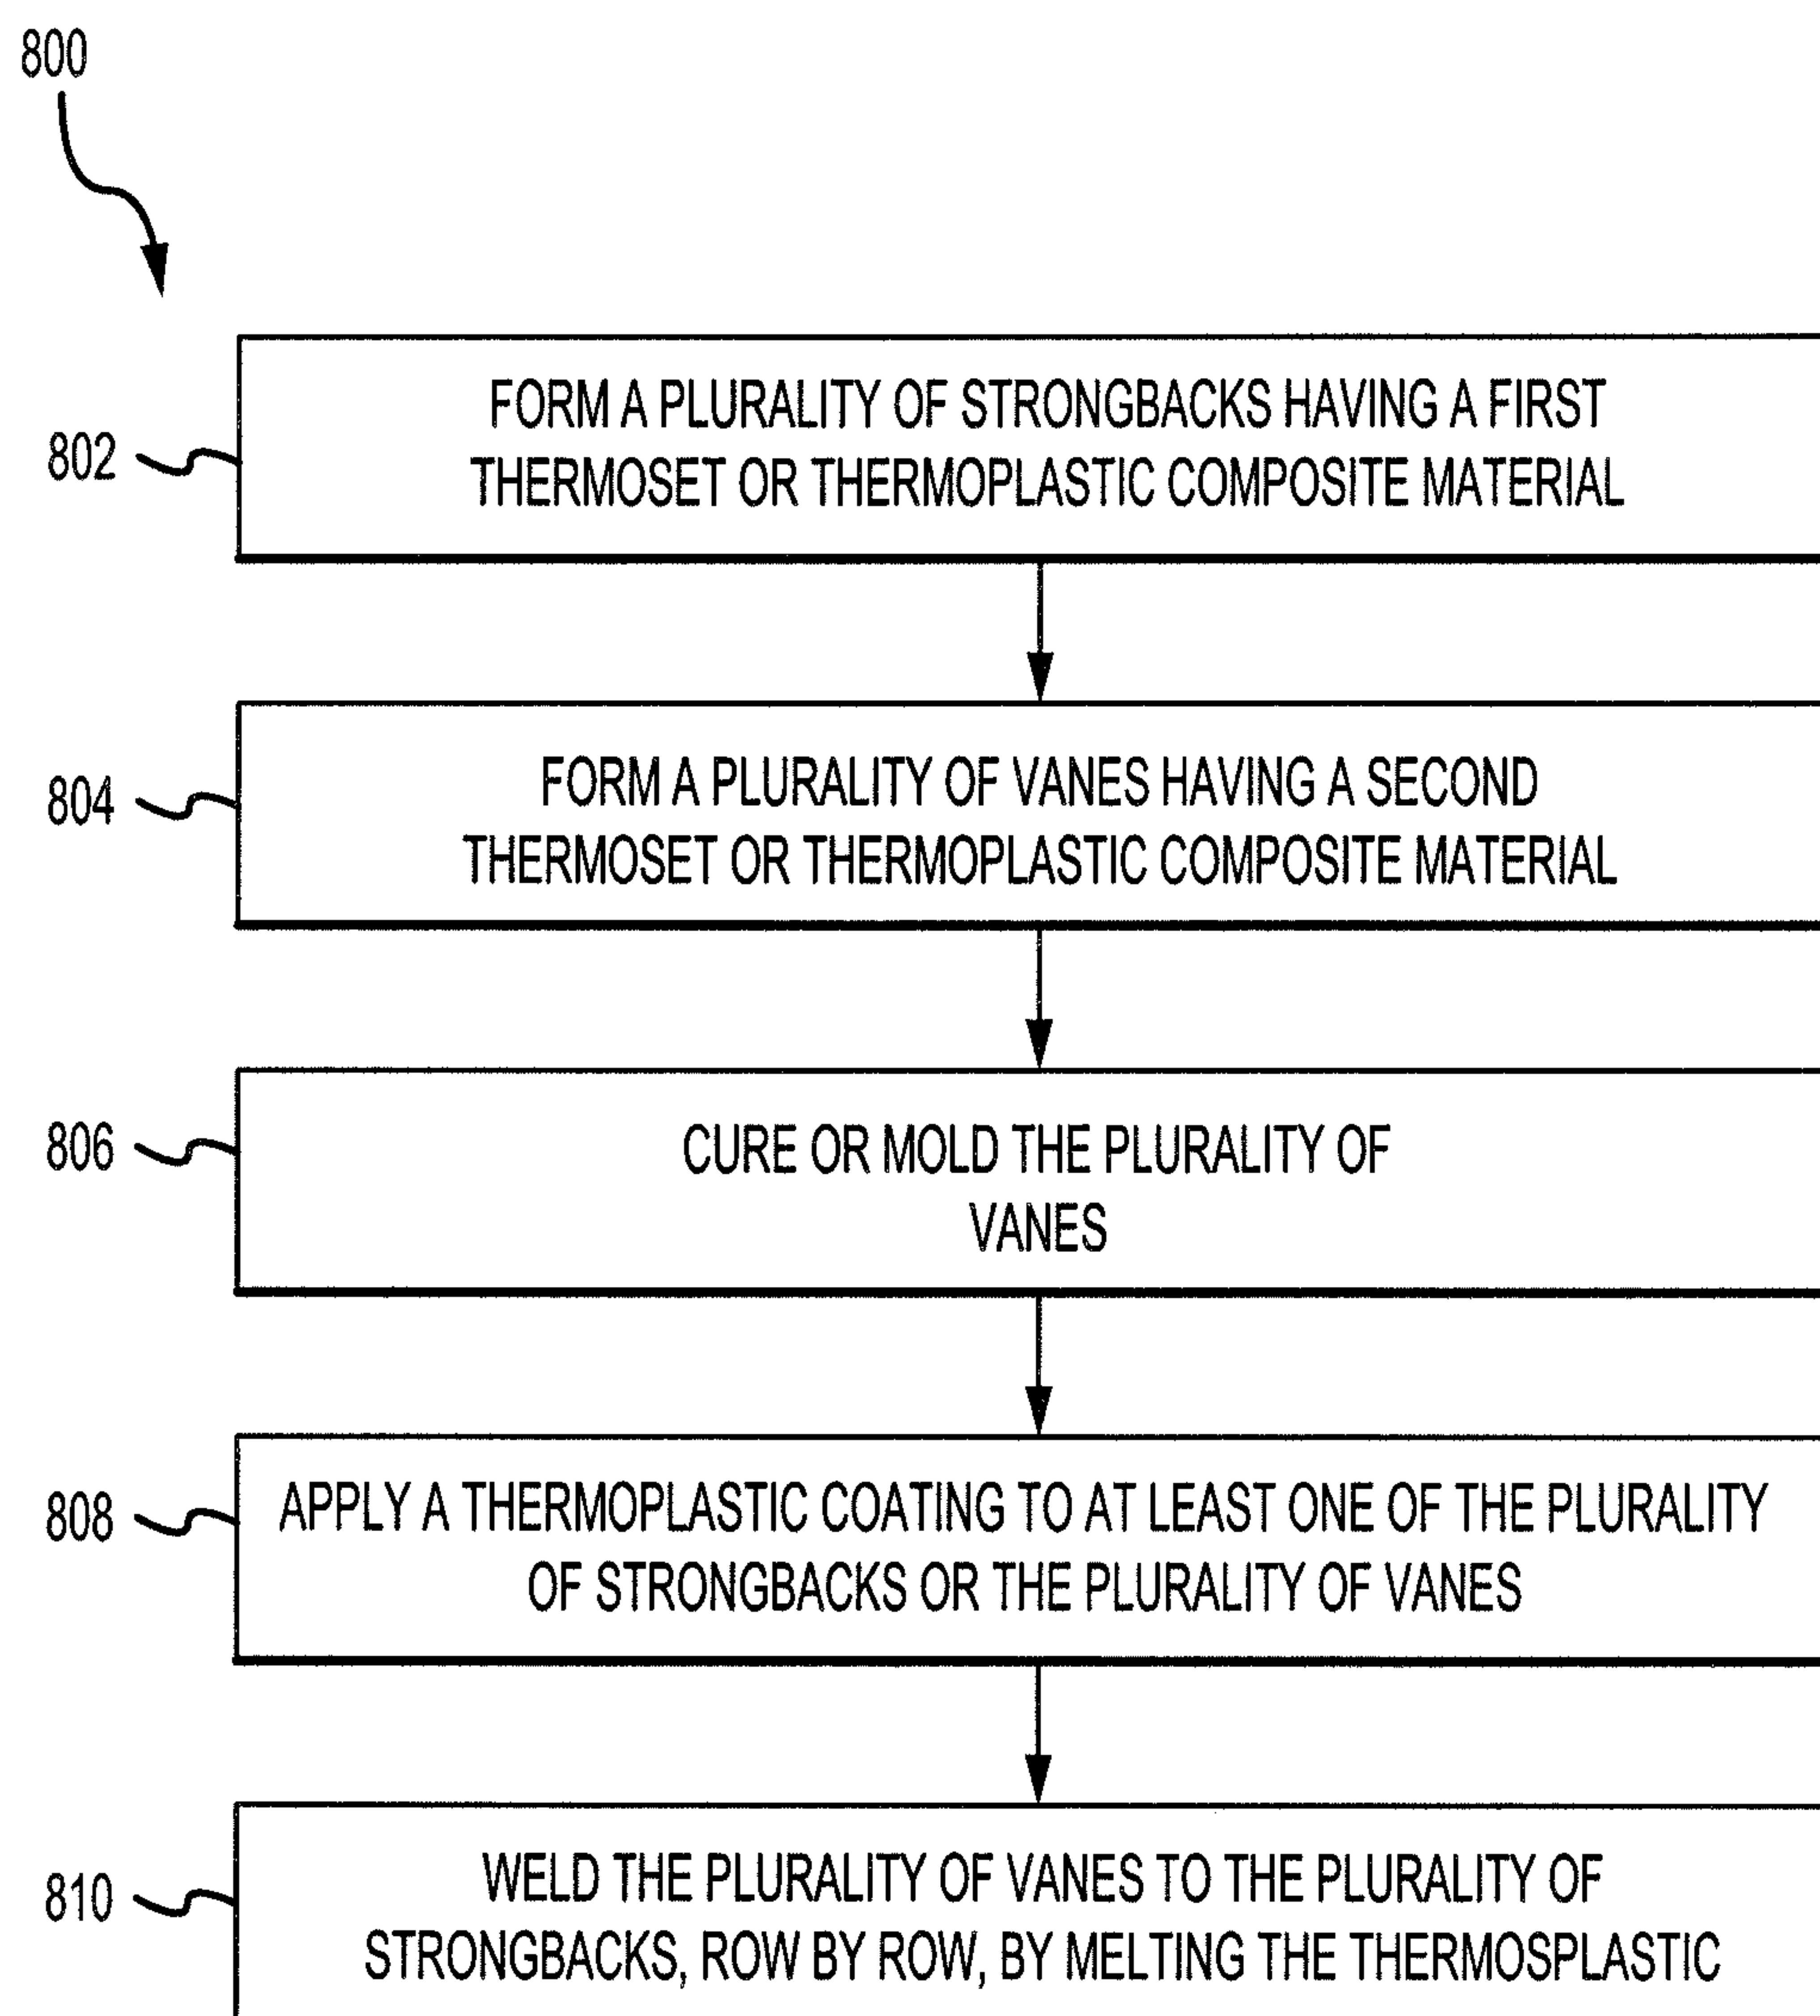 800
802
FORM A PLURALITY OF STRONGBACKS HAVING A FIRST
THERMOSET OR THERMOPLASTIC COMPOSITE MATERIAL
804
FORM A PLURALITY OF VANES HAVING A SECOND
THERMOSET OR THERMOPLASTIC COMPOSITE MATERIAL
806
CURE OR MOLD THE PLURALITY OF
VANES
808
APPLY A THERMOPLASTIC COATING TO AT LEAST ONE OF THE PLURALITY
OF STRONGBACKS OR THE PLURALITY OF VANES
810
WELD THE PLURALITY OF VANES TO THE PLURALITY OF
STRONGBACKS, ROW BY ROW, BY MELTING THE THERMOSPLASTIC